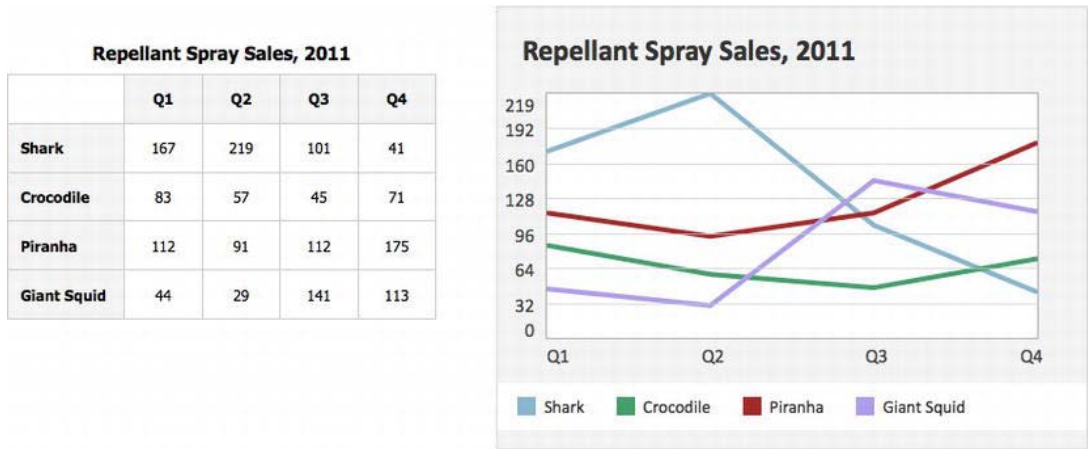 Repellant Spray Sales, 2011
Q1 Q2 Q3 Q4
Shark 167 219 101 41
Crocodile 83 57 45 71
Piranha 112 91 112 175
Giant Squid 44 29 141 113
Repellant Spray Sales, 2011
219
192
160
128
96
64
32
0
Q1 Q2 Q3 Q4
Shark Crocodile Piranha Giant Squid